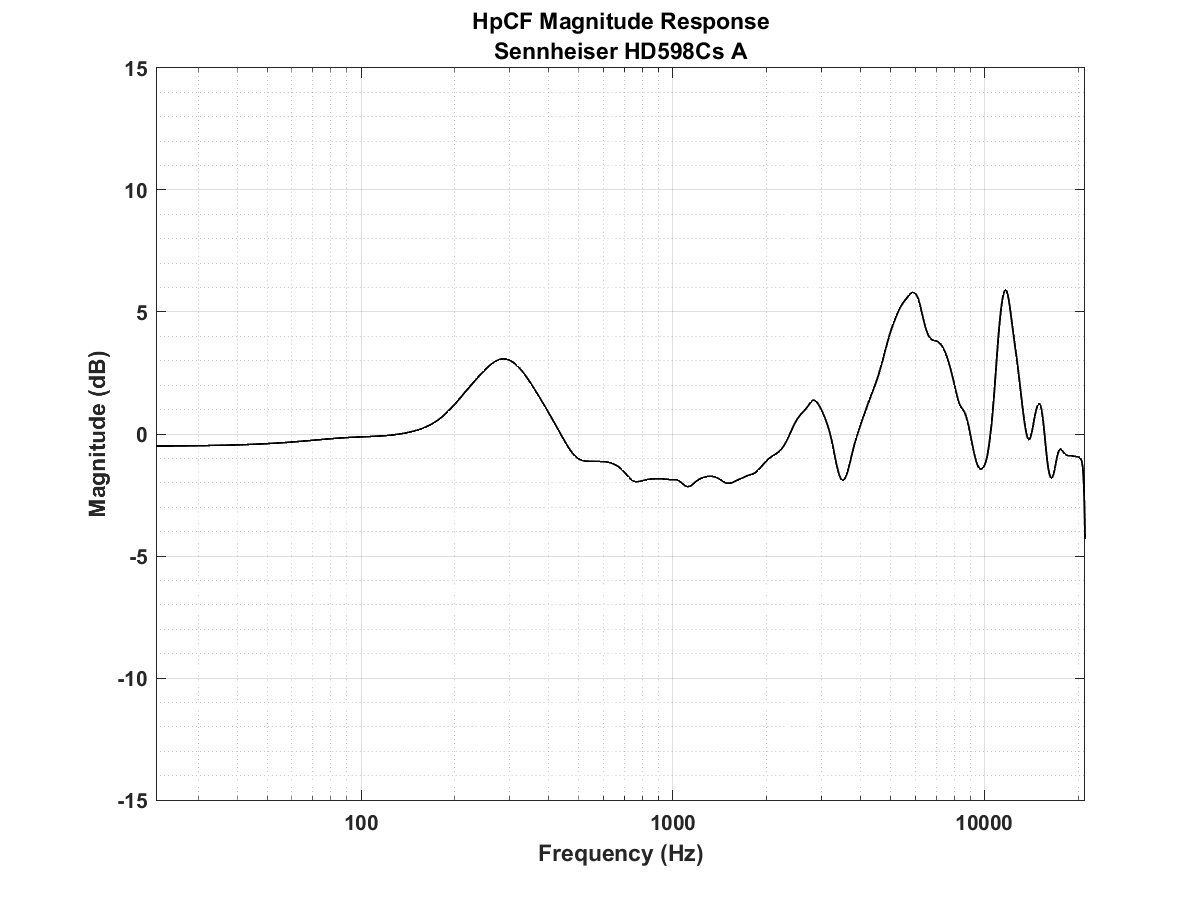 HpCF Magnitude Response
Sennheiser HD598Cs A
15
10
5
0
-5
-10
-15
Magnitude (dB)
100
1000
10000
Frequency (Hz)